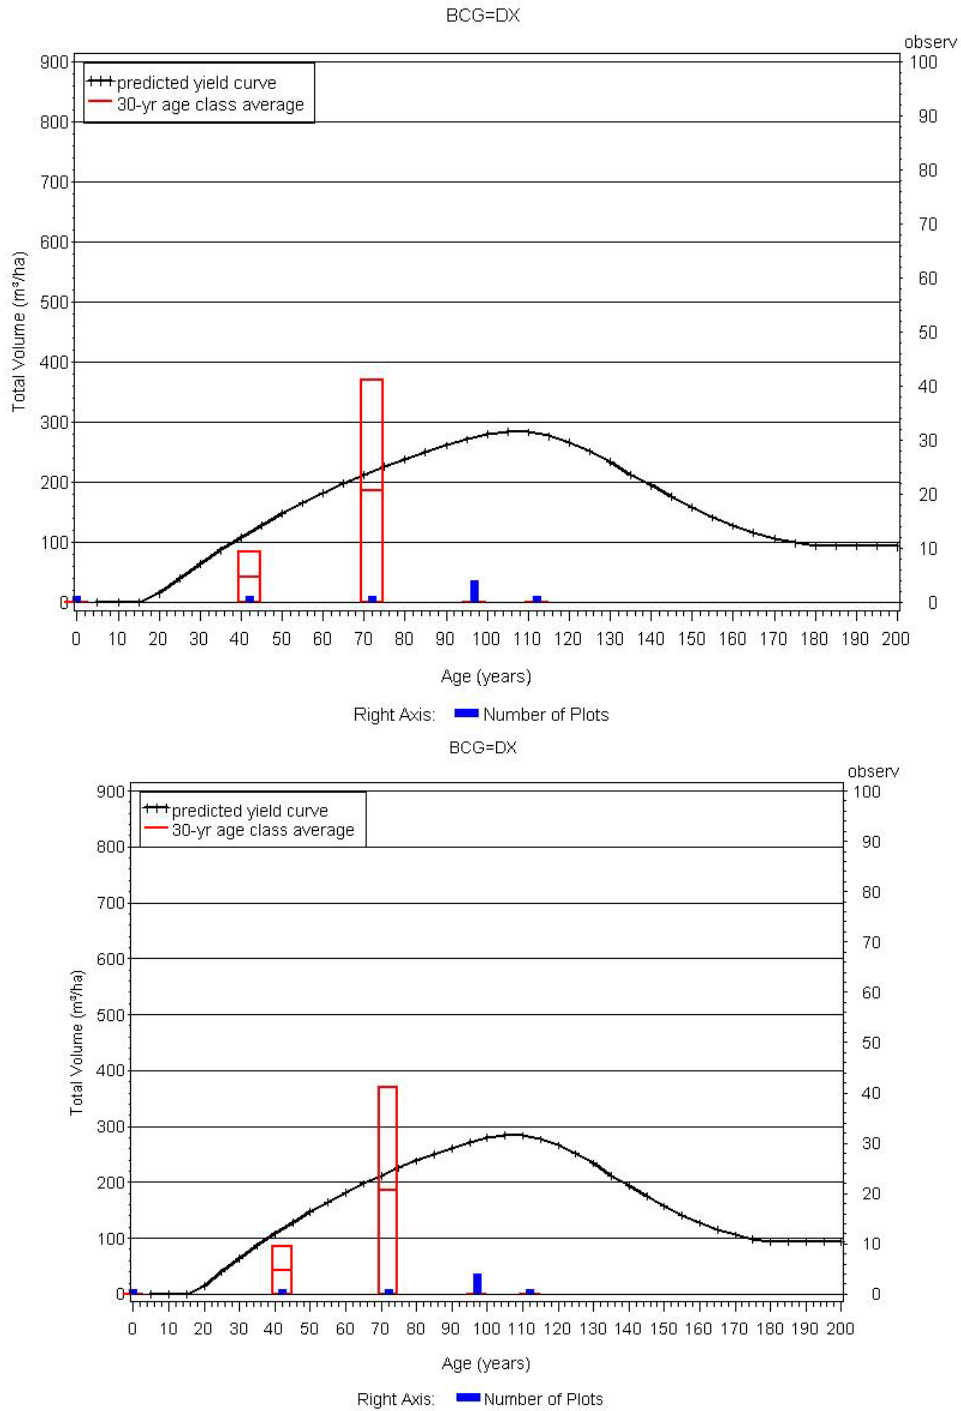 BCG=DX
observ
900 100
predicted yield curve
30-yr age class average
90
800
80
700
70
600
60
500
50
400
40
300
30
200
20
100
10
0 0
Total Volume (m³/ha)
0 10 20 30 40 50 60 70 80 90 100 110 120 130 140 150 160 170 180 190 200
Age (years)
Right Axis: Number of Plots
BCG=DX
observ
900 100
predicted yield curve
30-yr age class average
90
800
80
700
70
600
60
500
50
400
40
300
30
200
20
100
10
0 0
Total Volume (m³/ha)
0 10 20 30 40 50 60 70 80 90 100 110 120 130 140 150 160 170 180 190 200
Age (years)
Right Axis: Number of Plots